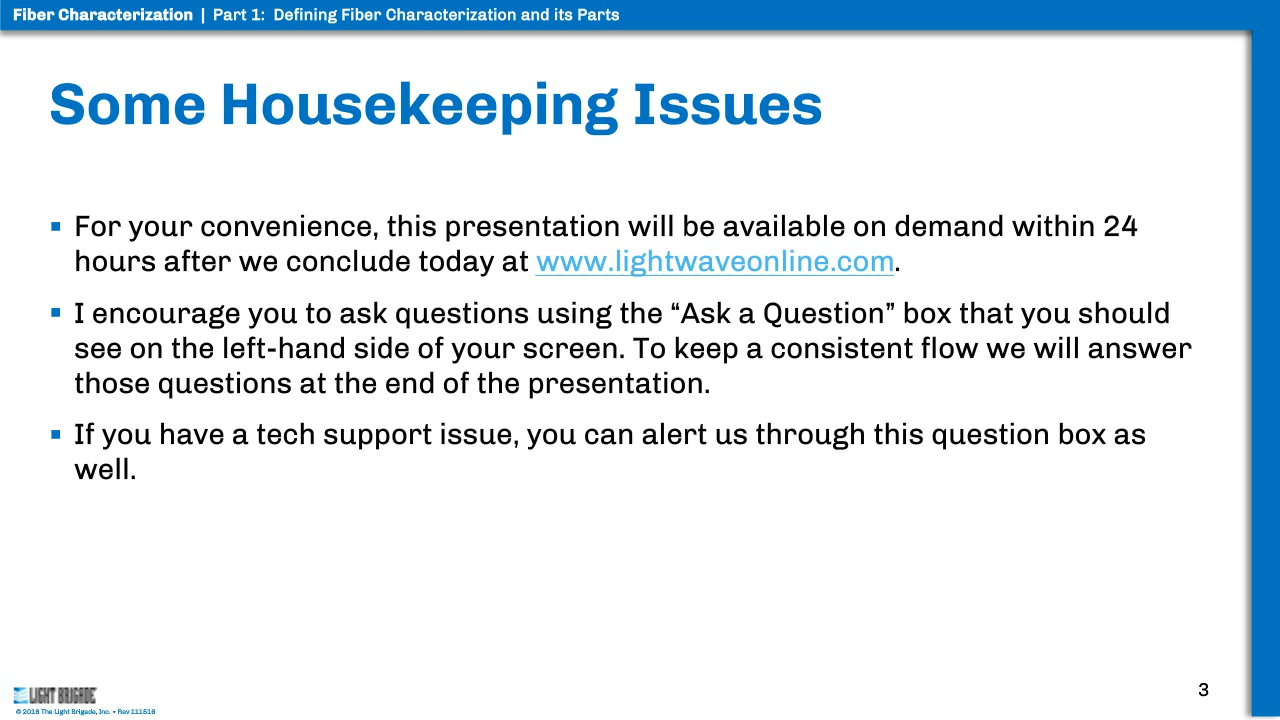 Fiber Characterization | Part 1: Defining Fiber Characterization and its Parts
Some Housekeeping Issues
▪ For your convenience, this presentation will be available on demand within 24
hours after we conclude today at www.lightwaveonline.com.
▪ I encourage you to ask questions using the “Ask a Question” box that you should
see on the left-hand side of your screen. To keep a consistent flow we will answer
those questions at the end of the presentation.
▪ If you have a tech support issue, you can alert us through this question box as
well.
LIGHT BRIGADE
© 2018 The Light Brigade, Inc. • Rev 111518
3